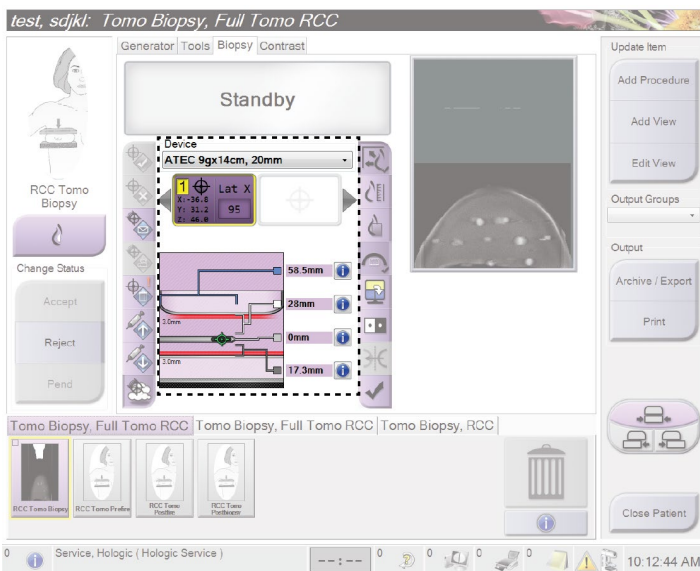 test, sdjkl: Tomo Biopsy, Full Tomo RCC
Generator Tools Biopsy Contrast
Update Item
Standby
Add Procedure
Add View
Edit View
Device
ATEC 9gx14cm, 20mm
1 Lat X
X:-36.8
Y: 31.2
Z: 46.0
95
RCC Tomo
Biopsy
Output Groups
Output
Change Status
Accept
Reject
Pend
58.5mm
28mm
3.0mm
0mm
3.0mm
17.3mm
Archive / Export
Print
Tomo Biopsy, Full Tomo RCC Tomo Biopsy, Full Tomo RCC Tomo Biopsy, RCC
RCC Tomo Biopsy
RCC Tomo Prefire
RCC Tomo
Postfire
RCC Tomo
Close Patient
0 Service, Hologic ( Hologic Service ) --:-- 0 0 0 0 10:12:44 AM